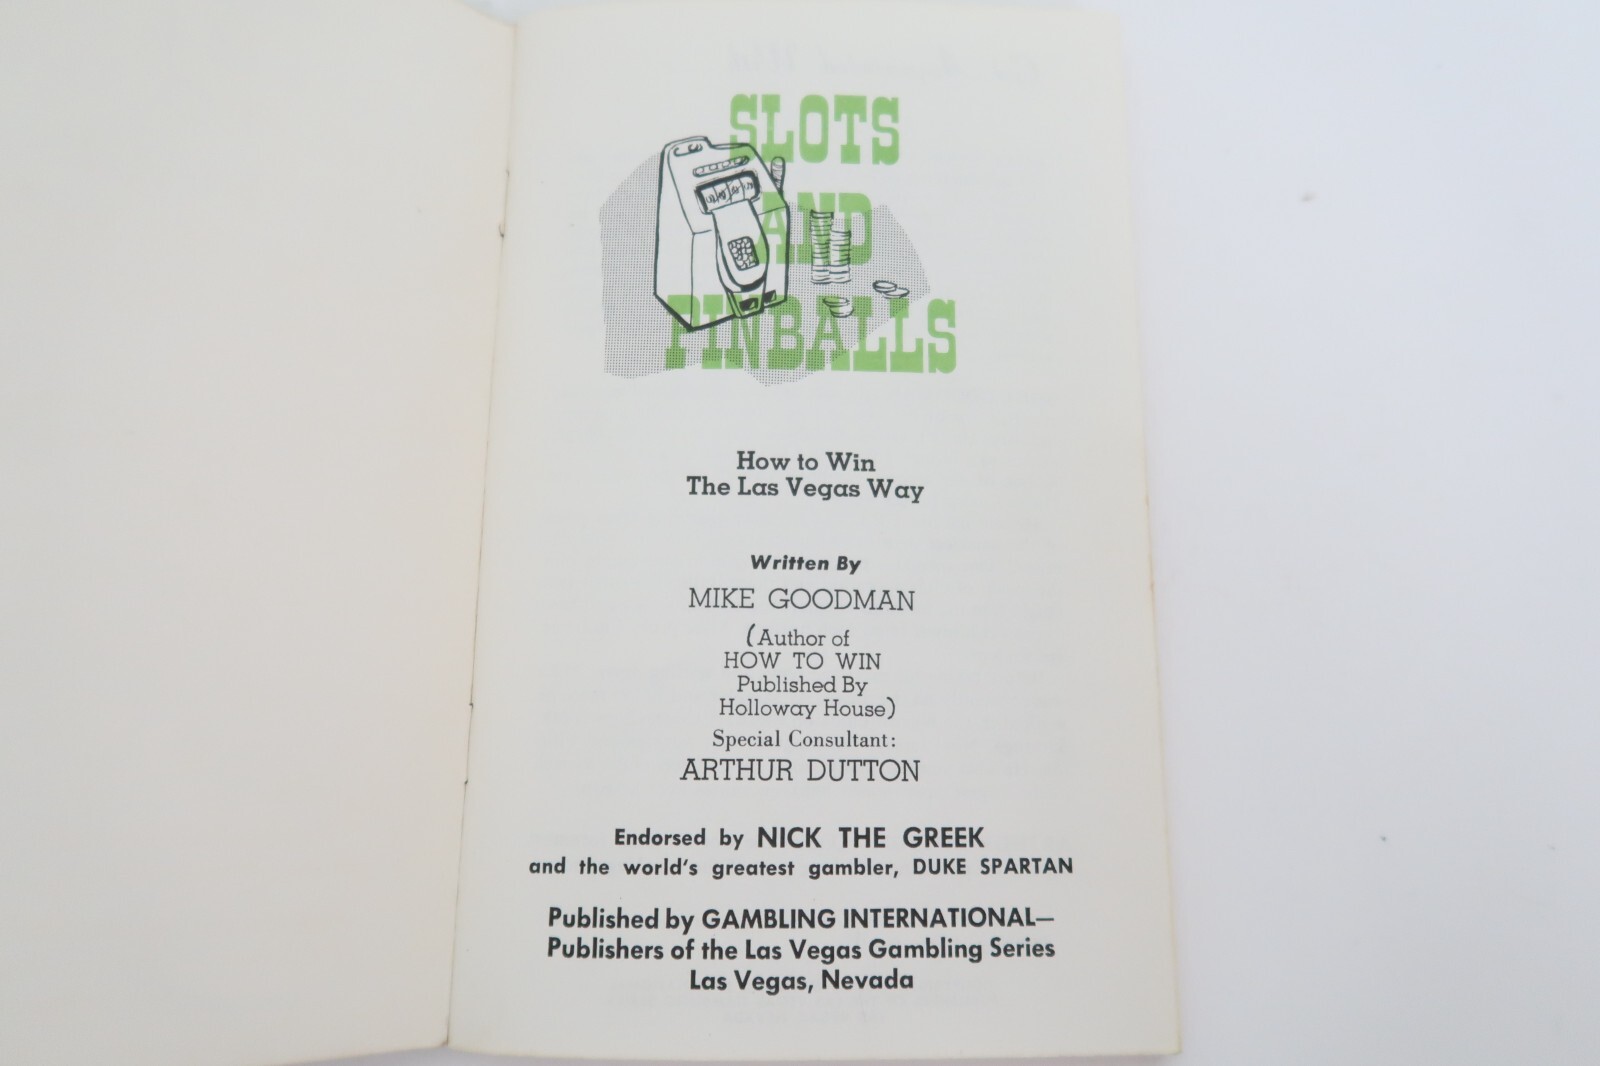 SLOTS
AND
PINBALLS
How to Win
The Las Vegas Way
Written By
MIKE GOODMAN
(Author of
HOW TO WIN
Published By
Holloway House)
Special Consultant:
ARTHUR DUTTON
Endorsed by NICK THE GREEK
and the world's greatest gambler, DUKE SPARTAN
Published by GAMBLING INTERNATIONAL—
Publishers of the Las Vegas Gambling Series
Las Vegas, Nevada